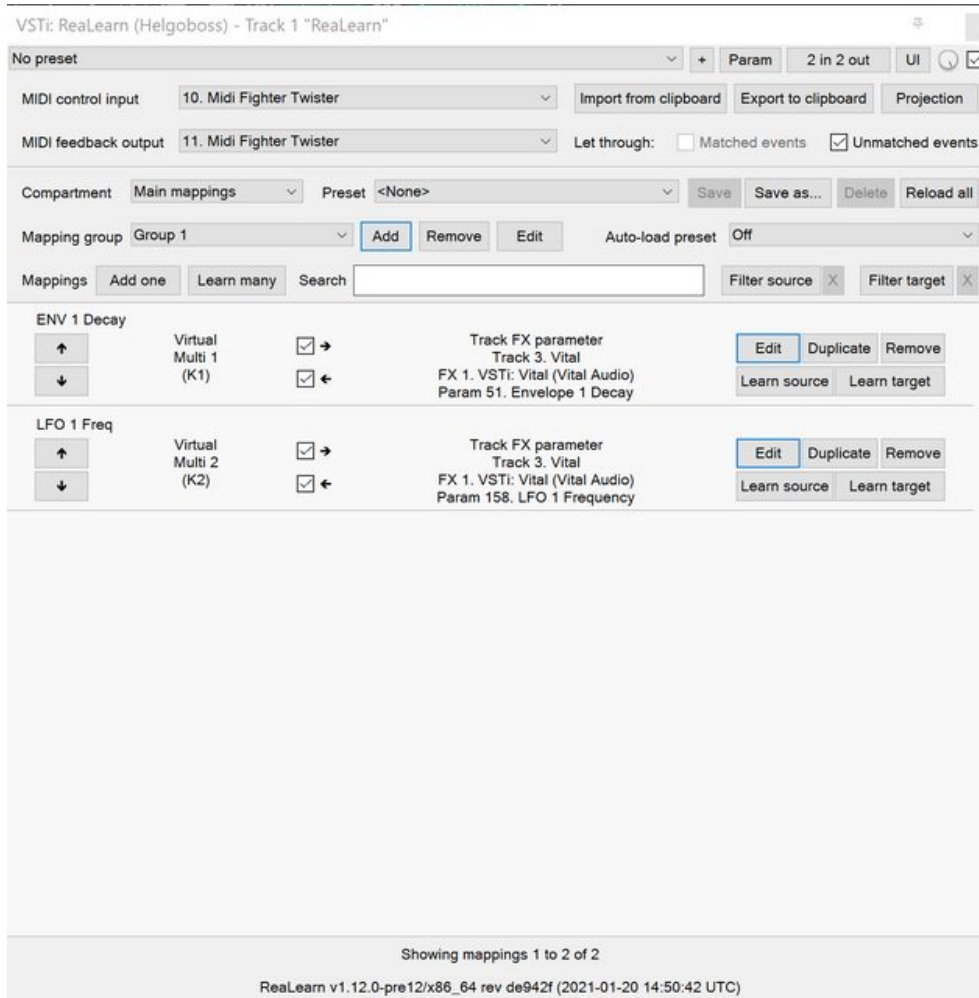 VSTi: ReaLearn (Helgoboss) - Track 1 "ReaLearn"
No preset + Param 2 in 2 out UI
MIDI control input 10. Midi Fighter Twister Import from clipboard Export to clipboard Projection
MIDI feedback output 11. Midi Fighter Twister Let through: Matched events Unmatched events
Compartment Main mappings Preset <None> Save Save as... Delete Reload all
Mapping group Group 1 Add Remove Edit Auto-load preset Off
Mappings Add one Learn many Search Filter source X Filter target X
ENV 1 Decay
Virtual
Multi 1
(K1)
Track FX parameter
Track 3. Vital
FX 1. VSTi: Vital (Vital Audio)
Param 51. Envelope 1 Decay
Edit Duplicate Remove
Learn source Learn target
LFO 1 Freq
Virtual
Multi 2
(K2)
Track FX parameter
Track 3. Vital
FX 1. VSTi: Vital (Vital Audio)
Param 158. LFO 1 Frequency
Edit Duplicate Remove
Learn source Learn target
Showing mappings 1 to 2 of 2
ReaLearn v1.12.0-pre12/x86_64 rev de942f (2021-01-20 14:50:42 UTC)